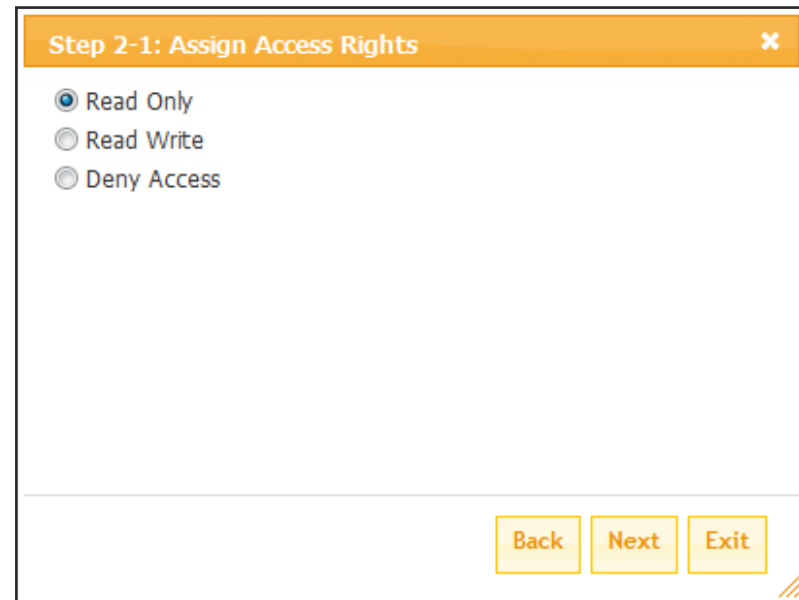 Step 2-1: Assign Access Rights
Read Only
Read Write
Deny Access
Back Next Exit